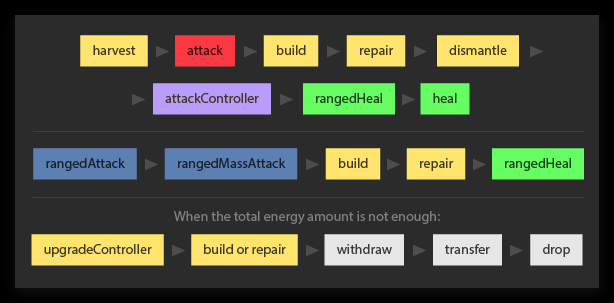 harvest attack build repair dismantle
attackController rangedHeal heal
rangedAttack rangedMassAttack build repair rangedHeal
When the total energy amount is not enough:
upgradeController build or repair withdraw transfer drop